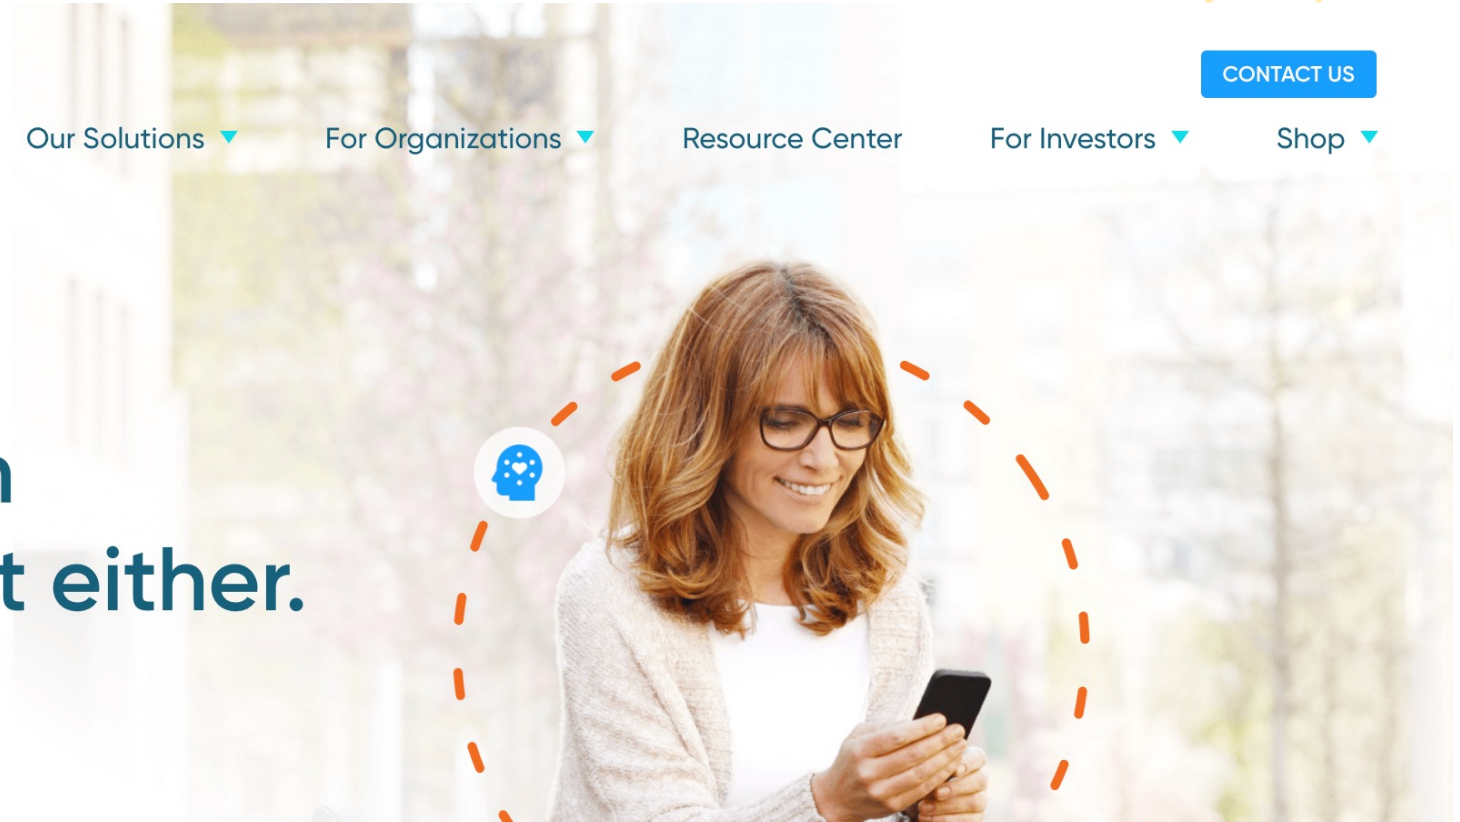 CONTACT US
Our Solutions For Organizations Resource Center For Investors Shop
either.